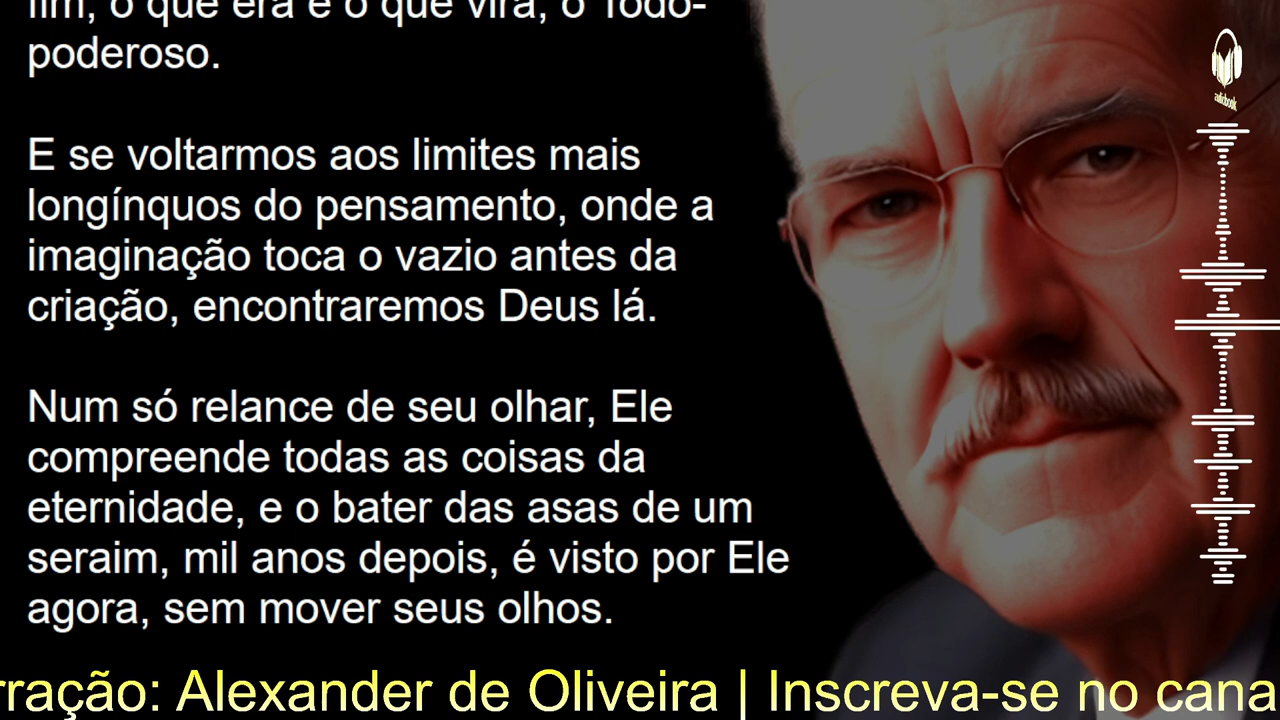 fim, o que era e o que virá, o Todo-
poderoso.
E se voltarmos aos limites mais
longínquos do pensamento, onde a
imaginação toca o vazio antes da
criação, encontraremos Deus lá.
Num só relance de seu olhar, Ele
compreende todas as coisas da
eternidade, e o bater das asas de um
seraim, mil anos depois, é visto por Ele
agora, sem mover seus olhos.
rração: Alexander de Oliveira | Inscreva-se no cana
audiobook